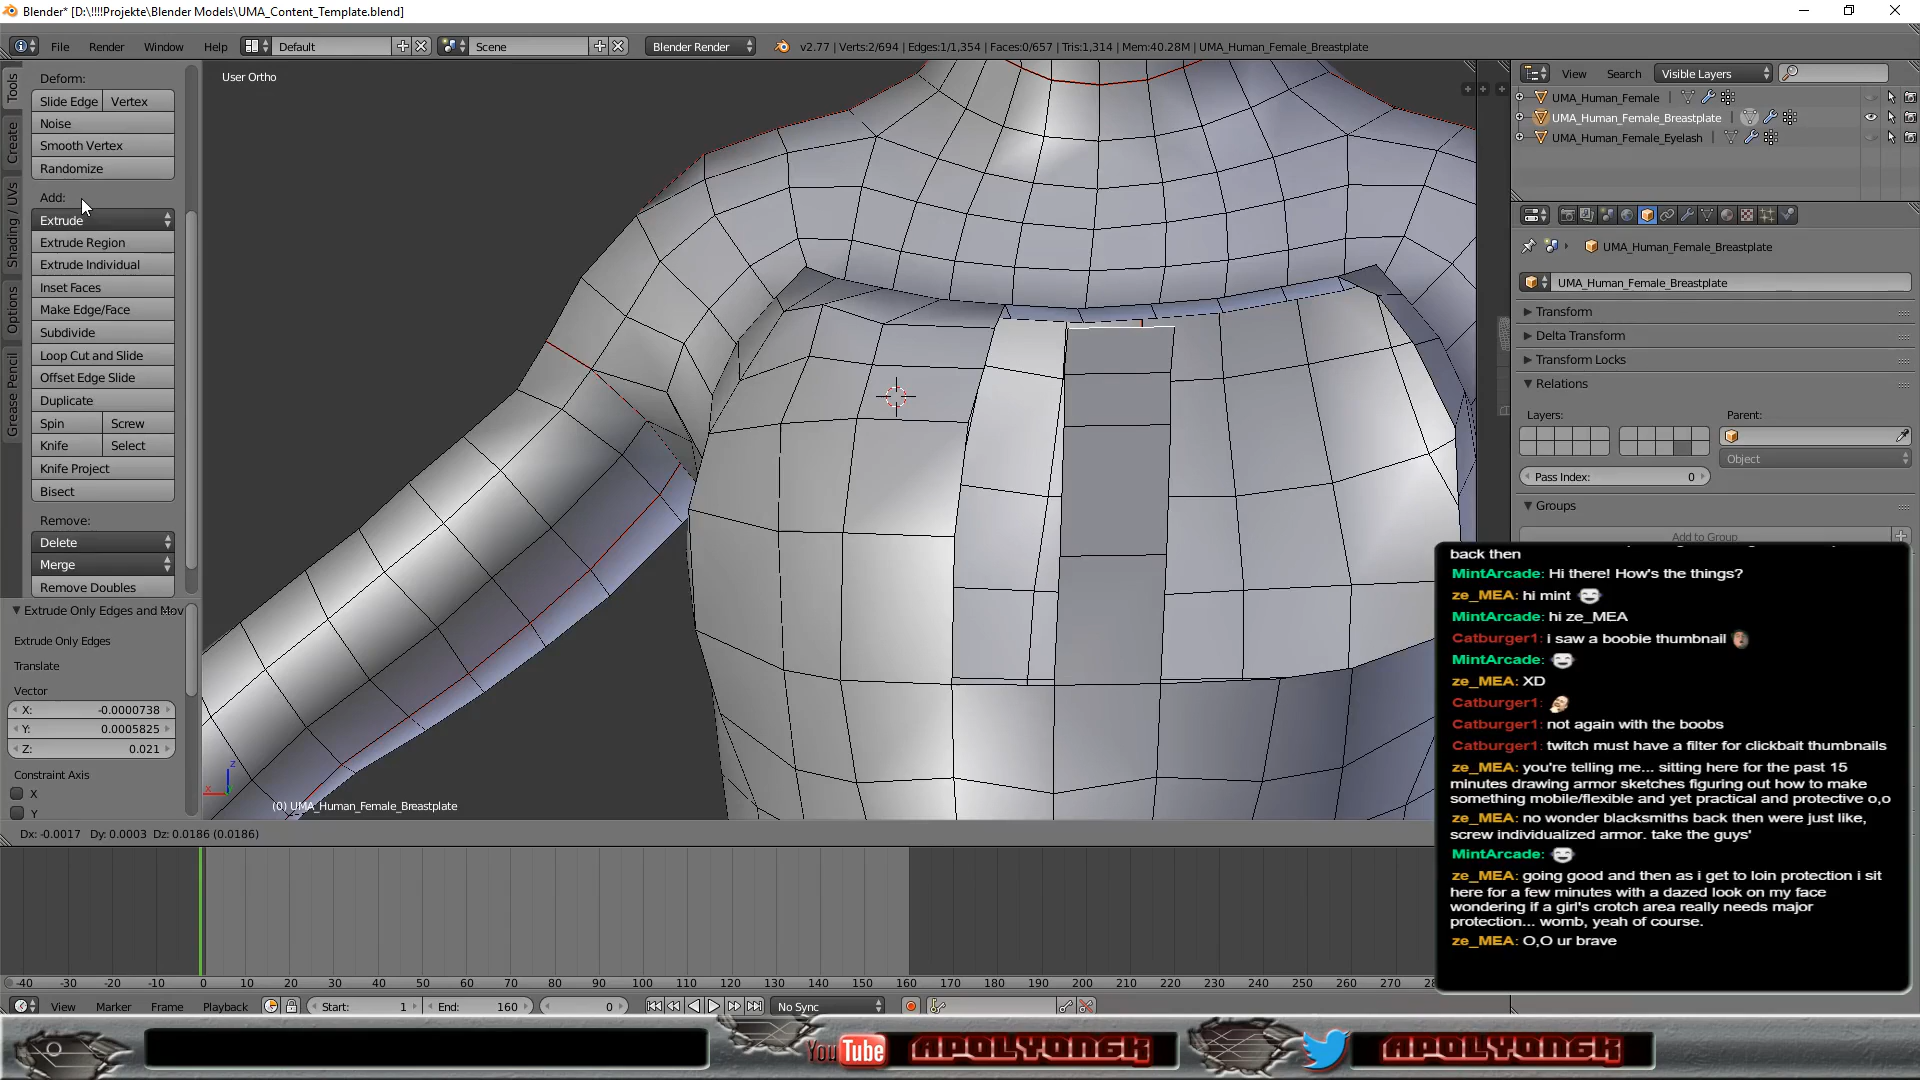 Blender* [D:\!!!!Projekte\Blender Models\UMA_Content_Template.blend]
File Render Window Help Default Scene Blender Render v2.77 | Verts:2/694 | Edges:1/1,354 | Faces:0/657 | Tris:1,314 | Mem:40.28M | UMA_Human_Female_Breastplate
Tools
Create
Shading / UVs
Options
Grease Pencil
Deform:
Slide Edge Vertex
Noise
Smooth Vertex
Randomize
Add:
Extrude
Extrude Region
Extrude Individual
Inset Faces
Make Edge/Face
Subdivide
Loop Cut and Slide
Offset Edge Slide
Duplicate
Spin Screw
Knife Select
Knife Project
Bisect
Remove:
Delete
Merge
Remove Doubles
Extrude Only Edges and Mov
Extrude Only Edges
Translate
Vector
X: -0.0000738
Y: 0.0005825
Z: 0.021
Constraint Axis
X
Y
User Ortho
z
x
(0) UMA_Human_Female_Breastplate
Dx: -0.0017 Dy: 0.0003 Dz: 0.0186 (0.0186)
View Search Visible Layers
UMA_Human_Female
UMA_Human_Female_Breastplate
UMA_Human_Female_Eyelash
UMA_Human_Female_Breastplate
UMA_Human_Female_Breastplate
Transform
Delta Transform
Transform Locks
Relations
Layers: Parent:
Object
Pass Index: 0
Groups
Add to Group
back then
MintArcade: Hi there! How's the things?
ze_MEA: hi mint
MintArcade: hi ze_MEA
Catburger1: i saw a boobie thumbnail
MintArcade:
ze_MEA: XD
Catburger1:
Catburger1: not again with the boobs
Catburger1: twitch must have a filter for clickbait thumbnails
ze_MEA: you're telling me... sitting here for the past 15
minutes drawing armor sketches figuring out how to make
something mobile/flexible and yet practical and protective o,o
ze_MEA: no wonder blacksmiths back then were just like,
screw individualized armor. take the guys'
MintArcade:
ze_MEA: going good and then as i get to loin protection i sit
here for a few minutes with a dazed look on my face
wondering if a girl's crotch area really needs major
protection... womb, yeah of course.
ze_MEA: O,O ur brave
-40 -30 -20 -10 0 10 20 30 40 50 60 70 80 90 100 110 120 130 140 150 160 170 180 190 200 210 220 230 240 250 260 270
View Marker Frame Playback Start: 1 End: 160 0 No Sync
YouTube APOLYONGK APOLYONGK